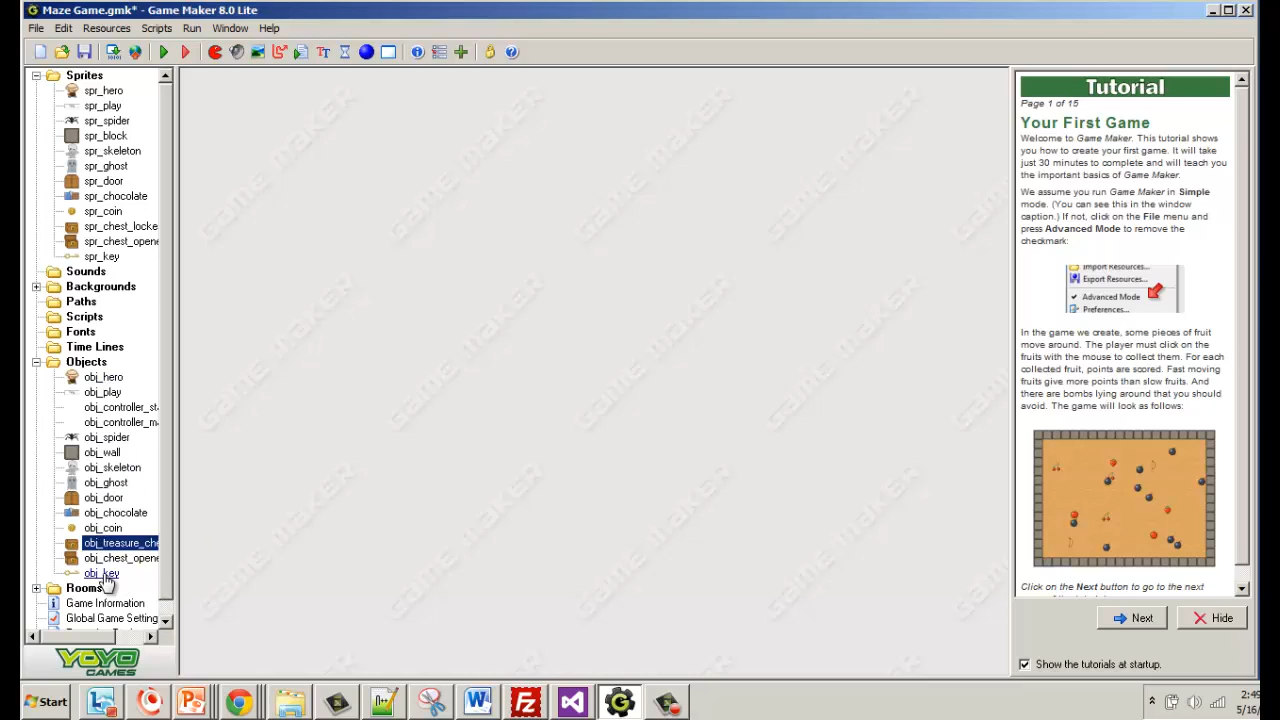 Maze Game.gmk* - Game Maker 8.0 Lite
File Edit Resources Scripts Run Window Help
Sprites
spr_hero
spr_play
spr_spider
spr_block
spr_skeleton
spr_ghost
spr_door
spr_chocolate
spr_coin
spr_chest_locke
spr_chest_opene
spr_key
Sounds
Backgrounds
Paths
Scripts
Fonts
Time Lines
Objects
obj_hero
obj_play
obj_controller_st
obj_controller_m
obj_spider
obj_wall
obj_skeleton
obj_ghost
obj_door
obj_chocolate
obj_coin
obj_treasure_che
obj_chest_opene
obj_key
Rooms
Game Information
Global Game Setting
YOYO
GAMES
GAME MAKER
Tutorial
Page 1 of 15
Your First Game
Welcome to Game Maker. This tutorial shows
you how to create your first game. It will take
just 30 minutes to complete and will teach you
the important basics of Game Maker.
We assume you run Game Maker in Simple
mode. (You can see this in the window
caption.) If not, click on the File menu and
press Advanced Mode to remove the
checkmark:
Import Resources...
Export Resources...
Advanced Mode
Preferences...
In the game we create, some pieces of fruit
move around. The player must click on the
fruits with the mouse to collect them. For each
collected fruit, points are scored. Fast moving
fruits give more points than slow fruits. And
there are bombs lying around that you should
avoid. The game will look as follows:
Click on the Next button to go to the next
Next Hide
Show the tutorials at startup.
Start
2:49
5/16/